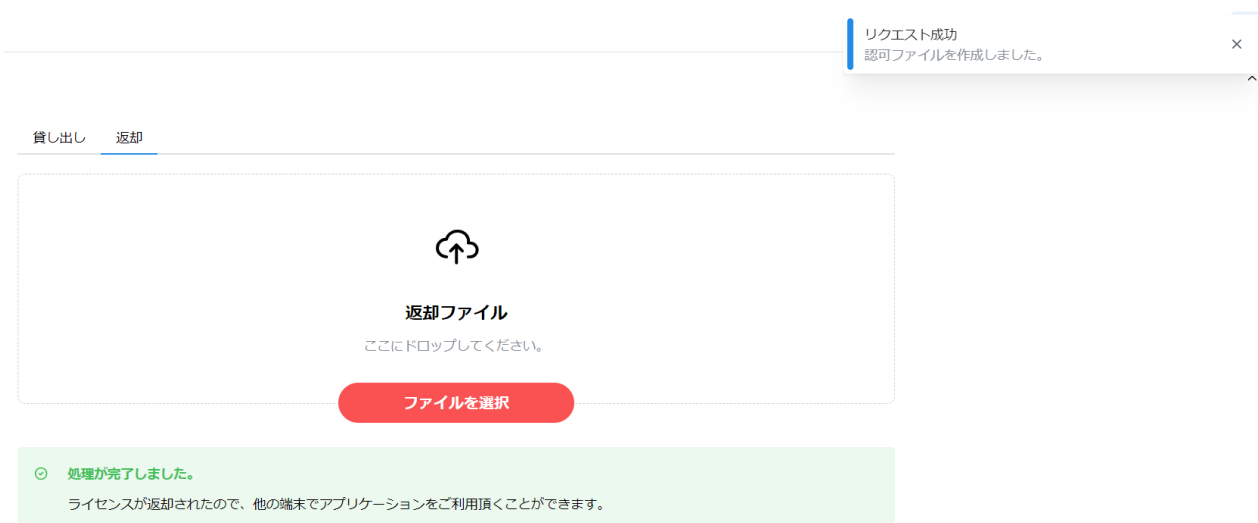 リクエスト成功
認可ファイルを作成しました。
貸し出し 返却
返却ファイル
ここにドロップしてください。
ファイルを選択
処理が完了しました。
ライセンスが返却されたので、他の端末でアプリケーションをご利用頂くことができます。